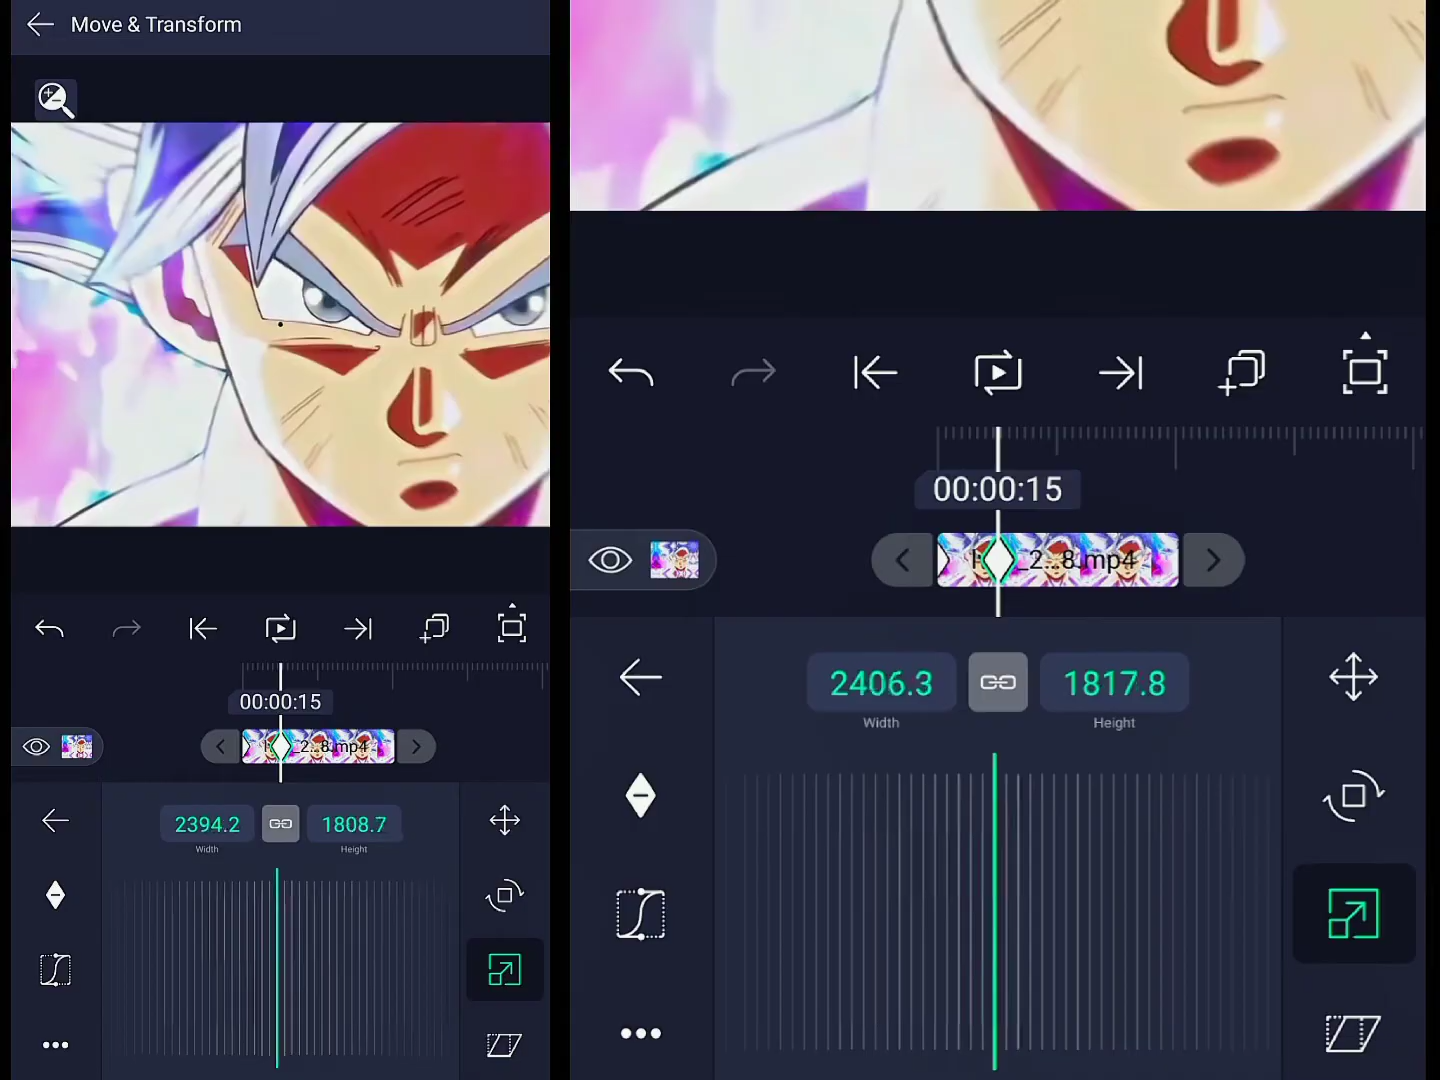 Move & Transform
00:00:15
2...8.mp4
2394.2
1808.7
Width
Height
00:00:15
2...8.mp4
2406.3
1817.8
Width
Height